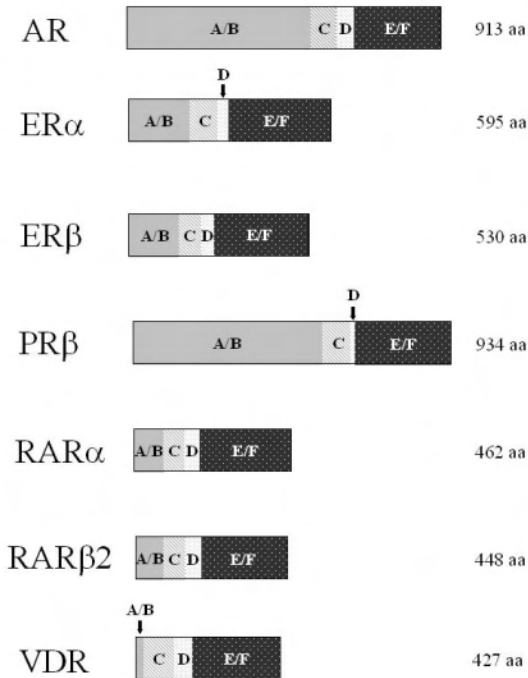 AR A/B C D E/F 913 aa
D
ERα A/B C E/F 595 aa
ERβ A/B C D E/F 530 aa
D
PRβ A/B C E/F 934 aa
RARα A/B C D E/F 462 aa
RARβ2 A/B C D E/F 448 aa
A/B
VDR C D E/F 427 aa